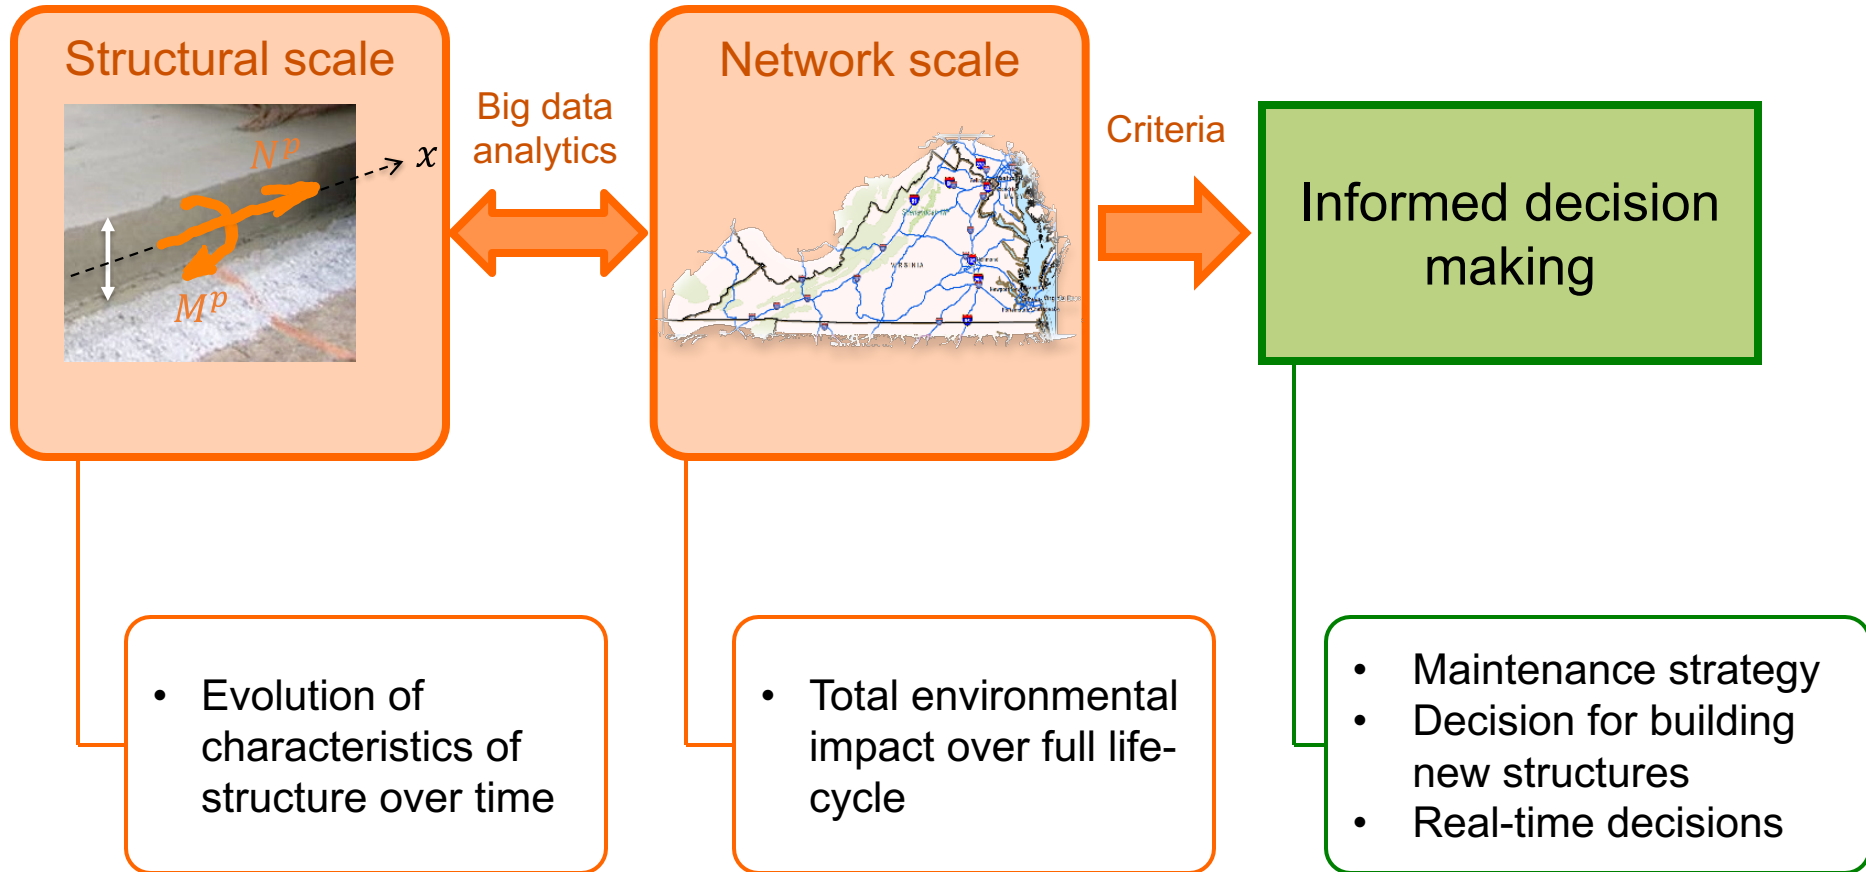 Structural scale
N^p
x
M^p
Big data
analytics
Network scale
VIRGINIA
Criteria
Informed decision
making
• Evolution of
characteristics of
structure over time
• Total environmental
impact over full life-
cycle
• Maintenance strategy
• Decision for building
new structures
• Real-time decisions